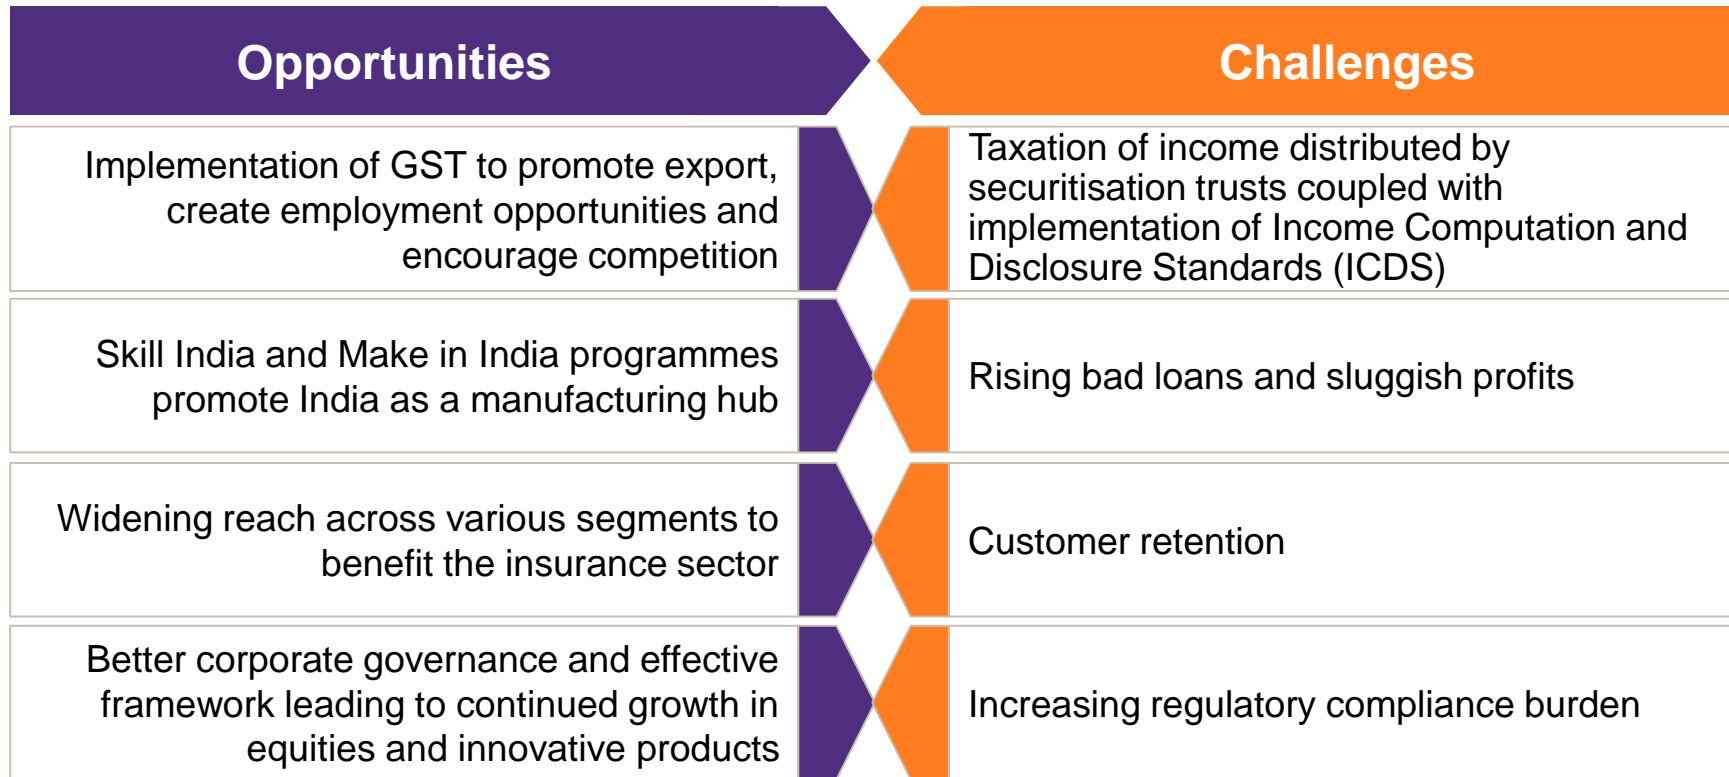 Opportunities
Challenges
Implementation of GST to promote export,
create employment opportunities and
encourage competition
Taxation of income distributed by
securitisation trusts coupled with
implementation of Income Computation and
Disclosure Standards (ICDS)
Skill India and Make in India programmes
promote India as a manufacturing hub
Rising bad loans and sluggish profits
Widening reach across various segments to
benefit the insurance sector
Customer retention
Better corporate governance and effective
framework leading to continued growth in
equities and innovative products
Increasing regulatory compliance burden